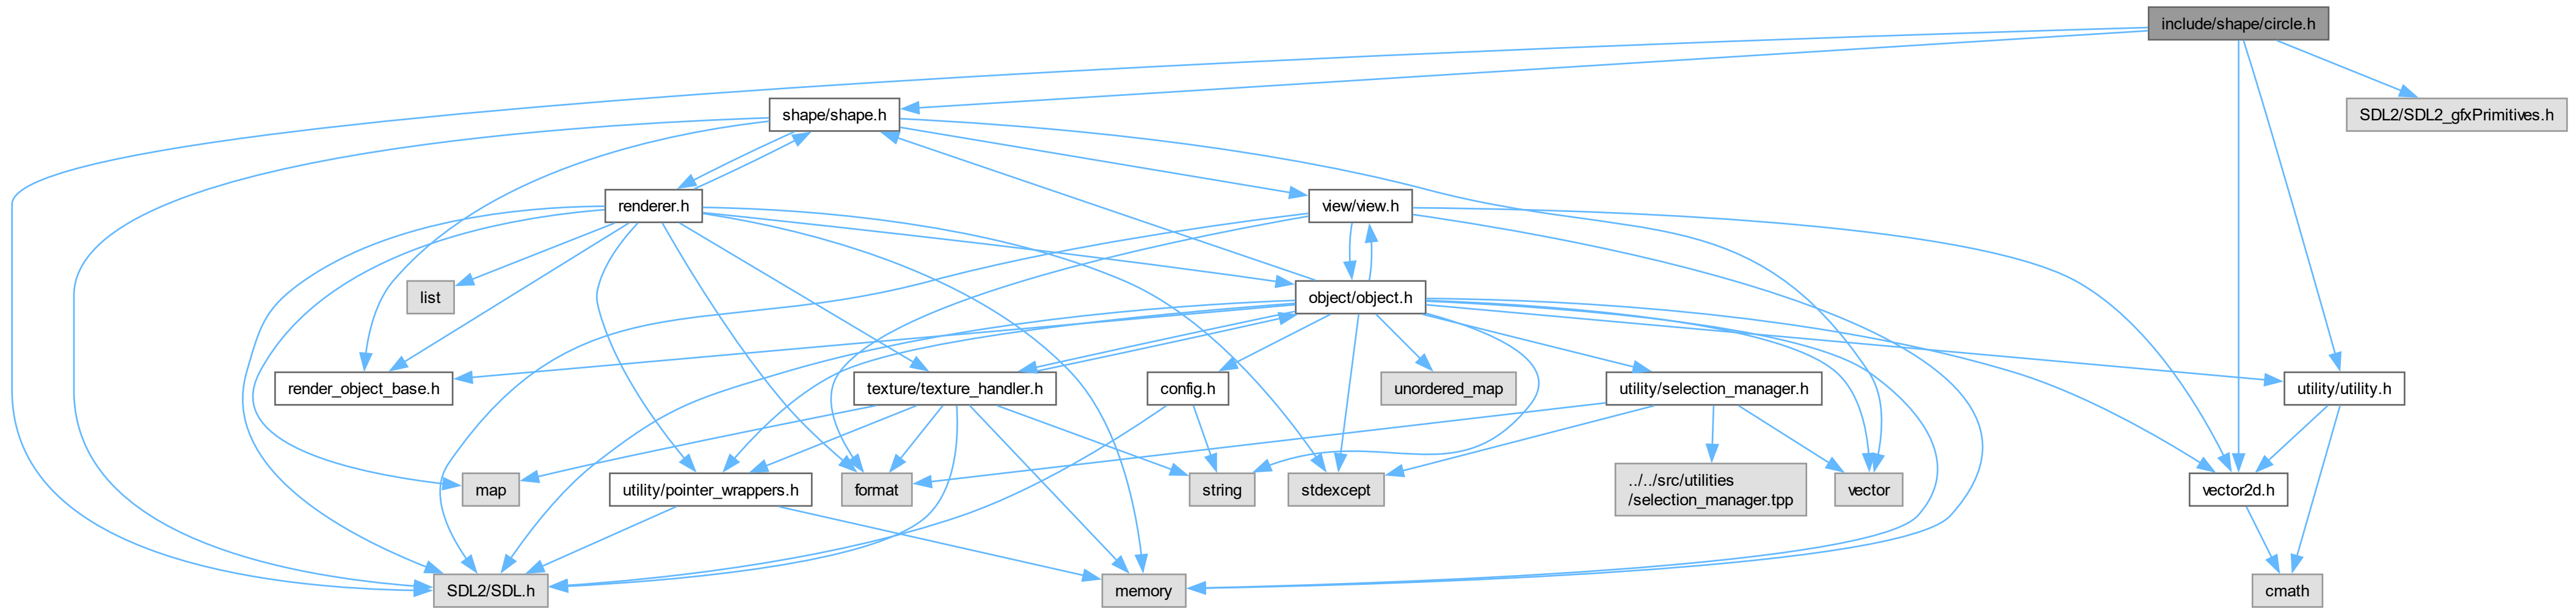 include/shape/circle.h
shape/shape.h
SDL2/SDL2_gfxPrimitives.h
renderer.h
view/view.h
list
object/object.h
render_object_base.h
texture/texture_handler.h
config.h
unordered_map
utility/selection_manager.h
utility/utility.h
map
utility/pointer_wrappers.h
format
string
stdexcept
../../src/utilities
/selection_manager.tpp
vector
vector2d.h
SDL2/SDL.h
memory
cmath